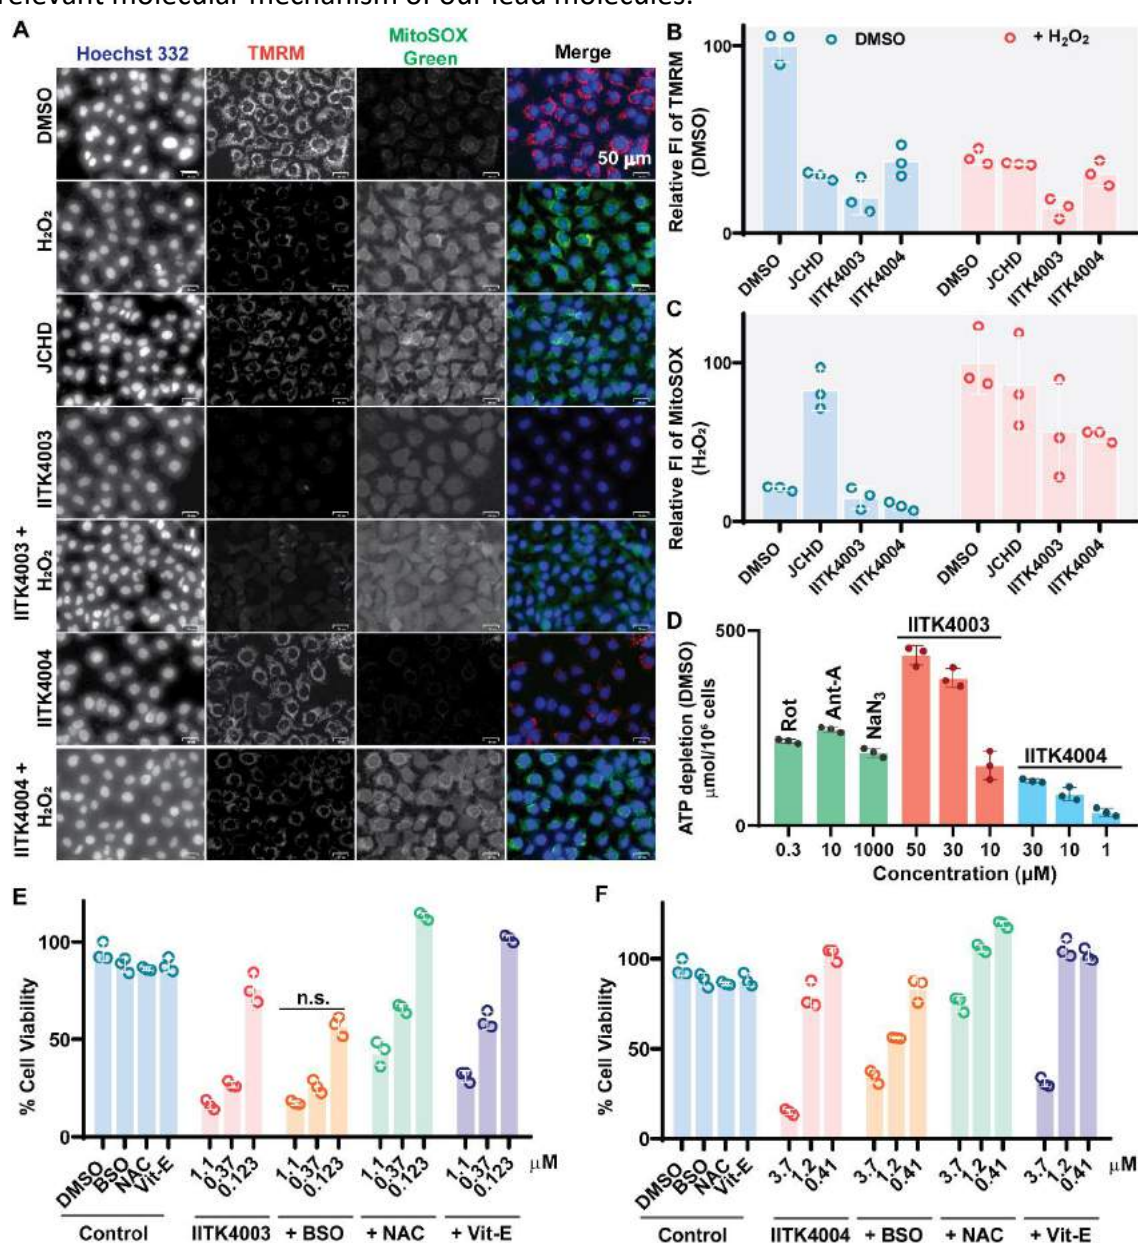 relevant molecular mechanism of our lead molecules.
A
Hoechst 332
TMRM
MitoSOX
Green
Merge
DMSO
50 μm
H₂O₂
JCHD
IITK4003
IITK4003 +
H₂O₂
IITK4004
IITK4004 +
H₂O₂
B
DMSO
+ H₂O₂
Relative FI of TMRM
(DMSO)
100
0
DMSO
JCHD
IITK4003
IITK4004
DMSO
JCHD
IITK4003
IITK4004
C
Relative FI of MitoSOX
(H₂O₂)
100
0
DMSO
JCHD
IITK4003
IITK4004
DMSO
JCHD
IITK4003
IITK4004
D
ATP depletion (DMSO)
μmol/10⁶ cells
500
0
Rot
Ant-A
NaN₃
IITK4003
IITK4004
0.3 10 1000 50 30 10 30 10 1
Concentration (μM)
E
% Cell Viability
100
50
0
n.s.
DMSO
BSO
NAC
Vit-E
1.1
0.37
0.123
1.1
0.37
0.123
1.1
0.37
0.123
1.1
0.37
0.123
μM
Control IITK4003 + BSO + NAC + Vit-E
F
% Cell Viability
100
50
0
DMSO
BSO
NAC
Vit-E
3.7
1.2
0.41
3.7
1.2
0.41
3.7
1.2
0.41
3.7
1.2
0.41
μM
Control IITK4004 + BSO + NAC + Vit-E